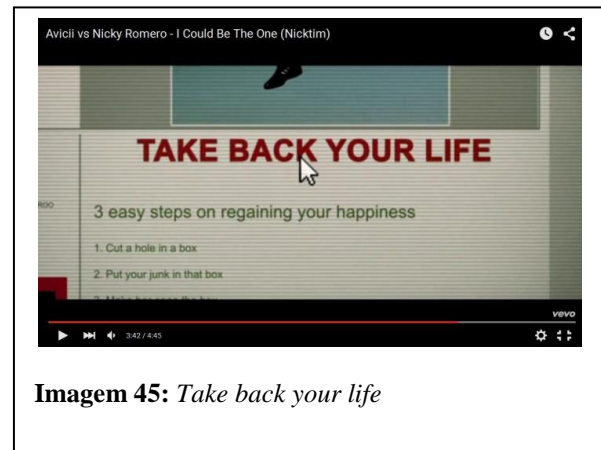 Avicii vs Nicky Romero - I Could Be The One (Nicktim)
TAKE BACK YOUR LIFE
3 easy steps on regaining your happiness
1. Cut a hole in a box
2. Put your junk in that box
vevo
3:42 / 4:45
Imagem 45: Take back your life